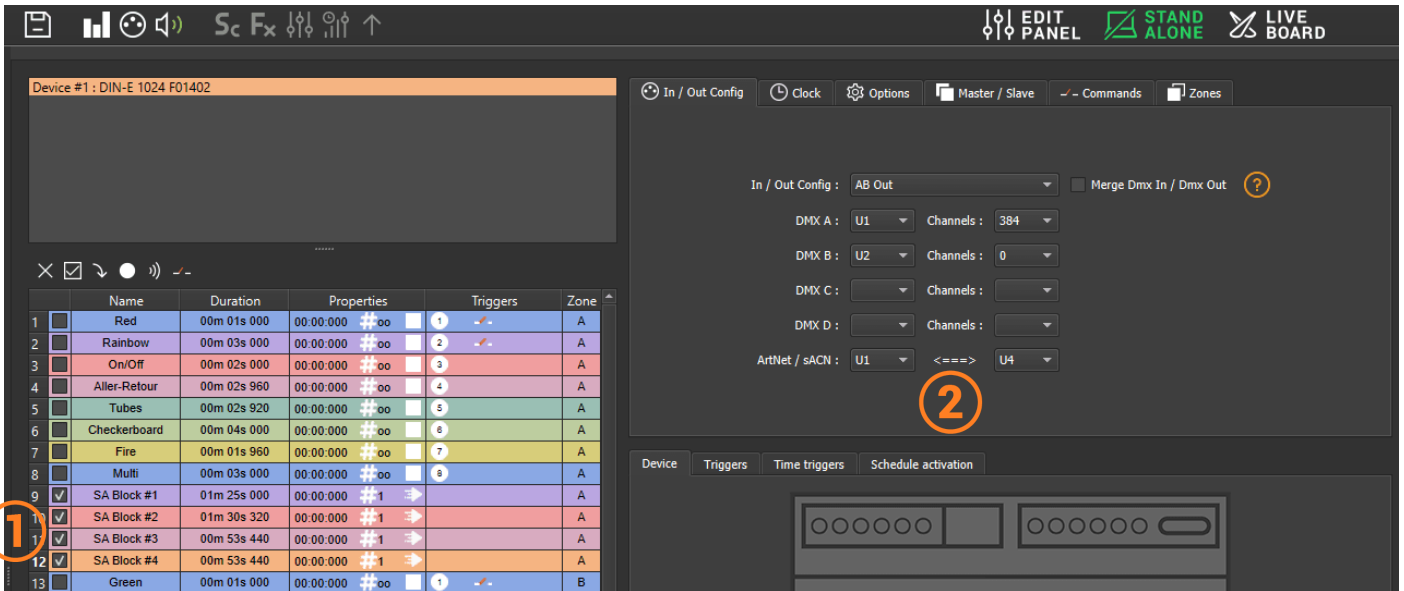 Sc Fx
EDIT PANEL
STAND ALONE
LIVE BOARD
Device #1 : DIN-E 1024 F01402
Name Duration Properties Triggers Zone
1 Red 00m 01s 000 00:00:000 #oo 1 A
2 Rainbow 00m 03s 000 00:00:000 #oo 2 A
3 On/Off 00m 02s 000 00:00:000 #oo 3 A
4 Aller-Retour 00m 02s 960 00:00:000 #oo 4 A
5 Tubes 00m 02s 920 00:00:000 #oo 5 A
6 Checkerboard 00m 04s 000 00:00:000 #oo 6 A
7 Fire 00m 01s 960 00:00:000 #oo 7 A
8 Multi 00m 03s 000 00:00:000 #oo 8 A
9 SA Block #1 01m 25s 000 00:00:000 #1 A
10 SA Block #2 01m 30s 320 00:00:000 #1 A
11 SA Block #3 00m 53s 440 00:00:000 #1 A
12 SA Block #4 00m 53s 440 00:00:000 #1 A
13 Green 00m 01s 000 00:00:000 #oo 1 B
1
In / Out Config Clock Options Master / Slave Commands Zones
In / Out Config : AB Out Merge Dmx In / Dmx Out ?
DMX A : U1 Channels : 384
DMX B : U2 Channels : 0
DMX C : Channels :
DMX D : Channels :
ArtNet / sACN : U1 <===> U4
2
Device Triggers Time triggers Schedule activation